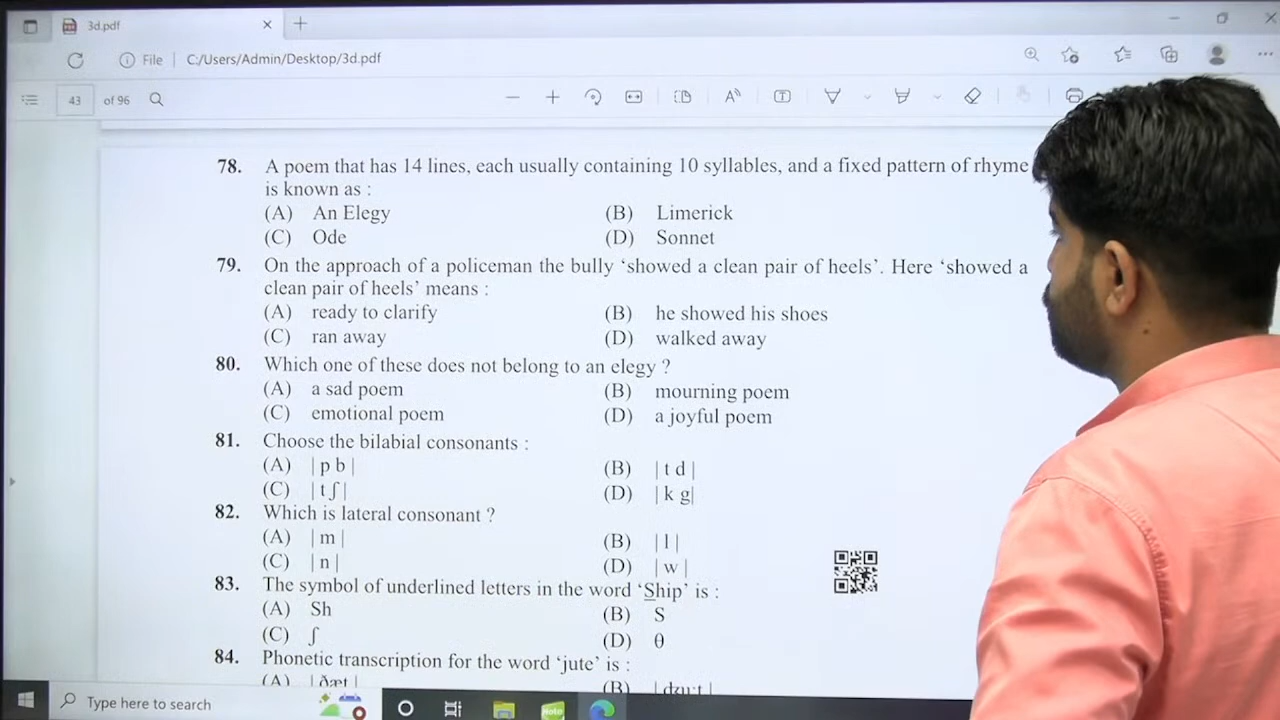 3d.pdf
File C:/Users/Admin/Desktop/3d.pdf
43 of 96
78. A poem that has 14 lines, each usually containing 10 syllables, and a fixed pattern of rhyme
is known as :
(A) An Elegy (B) Limerick
(C) Ode (D) Sonnet
79. On the approach of a policeman the bully ‘showed a clean pair of heels’. Here ‘showed a
clean pair of heels’ means :
(A) ready to clarify (B) he showed his shoes
(C) ran away (D) walked away
80. Which one of these does not belong to an elegy ?
(A) a sad poem (B) mourning poem
(C) emotional poem (D) a joyful poem
81. Choose the bilabial consonants :
(A) | p b | (B) | t d |
(C) | t ʃ | (D) | k g|
82. Which is lateral consonant ?
(A) | m | (B) | l |
(C) | n | (D) | w |
83. The symbol of underlined letters in the word ‘Ship’ is :
(A) Sh (B) S
(C) ʃ (D) θ
84. Phonetic transcription for the word ‘jute’ is :
(A) | ðæt | (B) | dʒu:t |
Type here to search